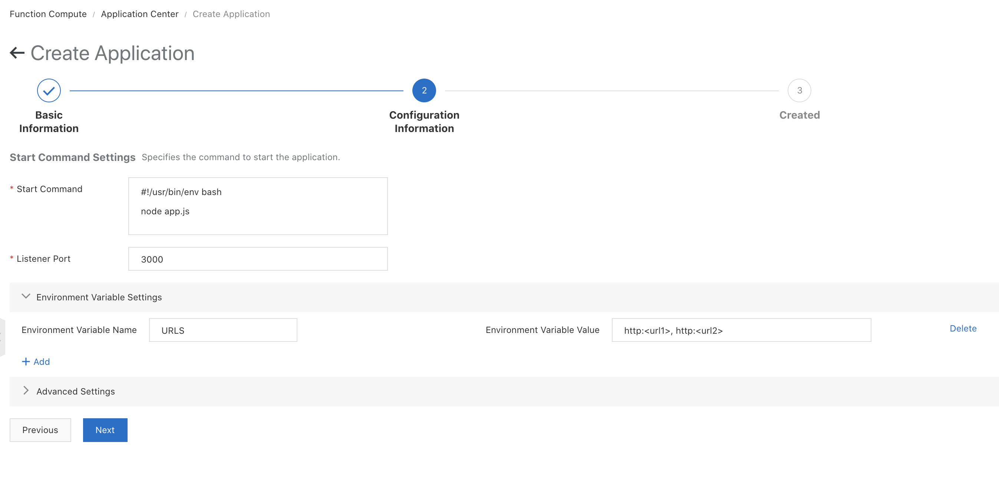 Function Compute / Application Center / Create Application
Create Application
2
3
Basic
Information
Configuration
Information
Created
Start Command Settings Specifies the command to start the application.
* Start Command
#!/usr/bin/env bash
node app.js
* Listener Port
3000
Environment Variable Settings
Environment Variable Name URLS Environment Variable Value http:<url1>, http:<url2> Delete
+ Add
Advanced Settings
Previous Next